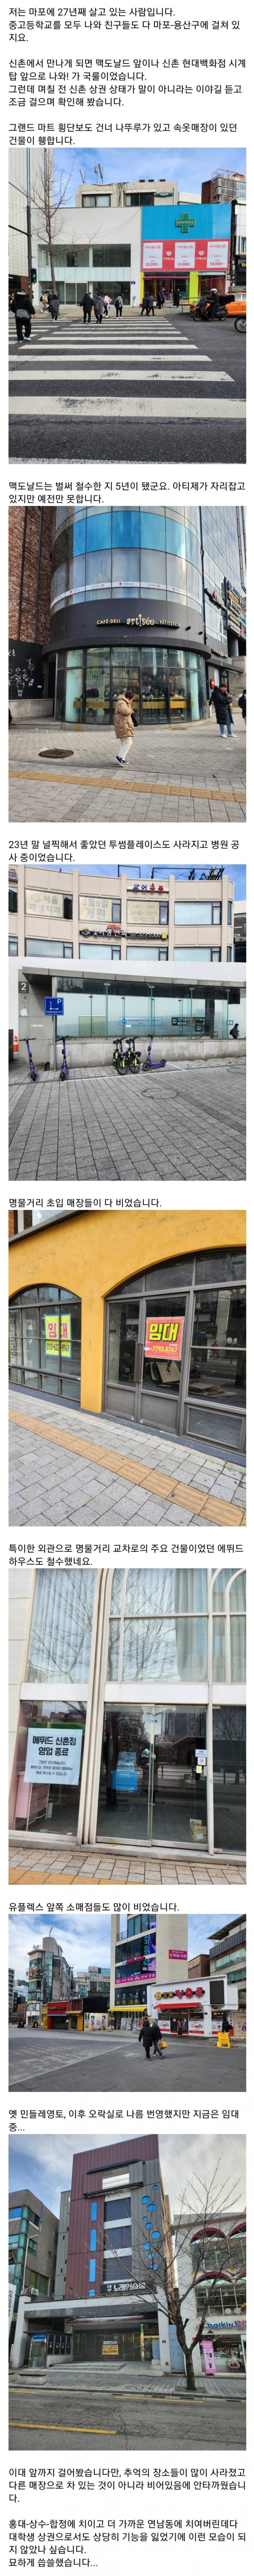 저는 마포에 27년째 살고 있는 사람입니다.
중고등학교를 모두 나와 친구들도 다 마포-용산구에 걸쳐 있
지요.
신촌에서 만나게 되면 맥도날드 앞이나 신촌 현대백화점 시계
탑 앞으로 나와! 가 국물이었습니다.
그런데 며칠 전 신촌 상권 상태가 말이 아니라는 이야길 듣고
조금 걸으며 확인해 봤습니다.
그랜드 마트 횡단보도 건너 나뚜루가 있고 속옷매장이 있던
건물이 휑합니다.
맥도날드는 벌써 철수한 지 5년이 됐군요. 아티제가 자리잡고
있지만 예전만 못합니다.
CAFÉ DELI artisée
23년 말 널찍해서 좋았던 투썸플레이스도 사라지고 병원 공
사 중이었습니다.
2
P
명물거리 초입 매장들이 다 비었습니다.
임대
임대
특이한 외관으로 명물거리 교차로의 주요 건물이었던 에뛰드
하우스도 철수했네요.
에뛰드 신촌점
영업 종료
유플렉스 앞쪽 소매점들도 많이 비었습니다.
옛 민들레영토, 이후 오락실로 나름 번영했지만 지금은 임대
중...
노래연습장
이대 앞까지 걸어봤습니다만, 추억의 장소들이 많이 사라졌고
다른 매장으로 차 있는 것이 아니라 비어있음에 안타까웠습니
다.
홍대-상수-합정에 치이고 더 가까운 연남동에 치여버린데다
대학생 상권으로서도 상당히 기능을 잃었기에 이런 모습이 되
지 않았나 싶습니다.
묘하게 씁쓸했습니다...